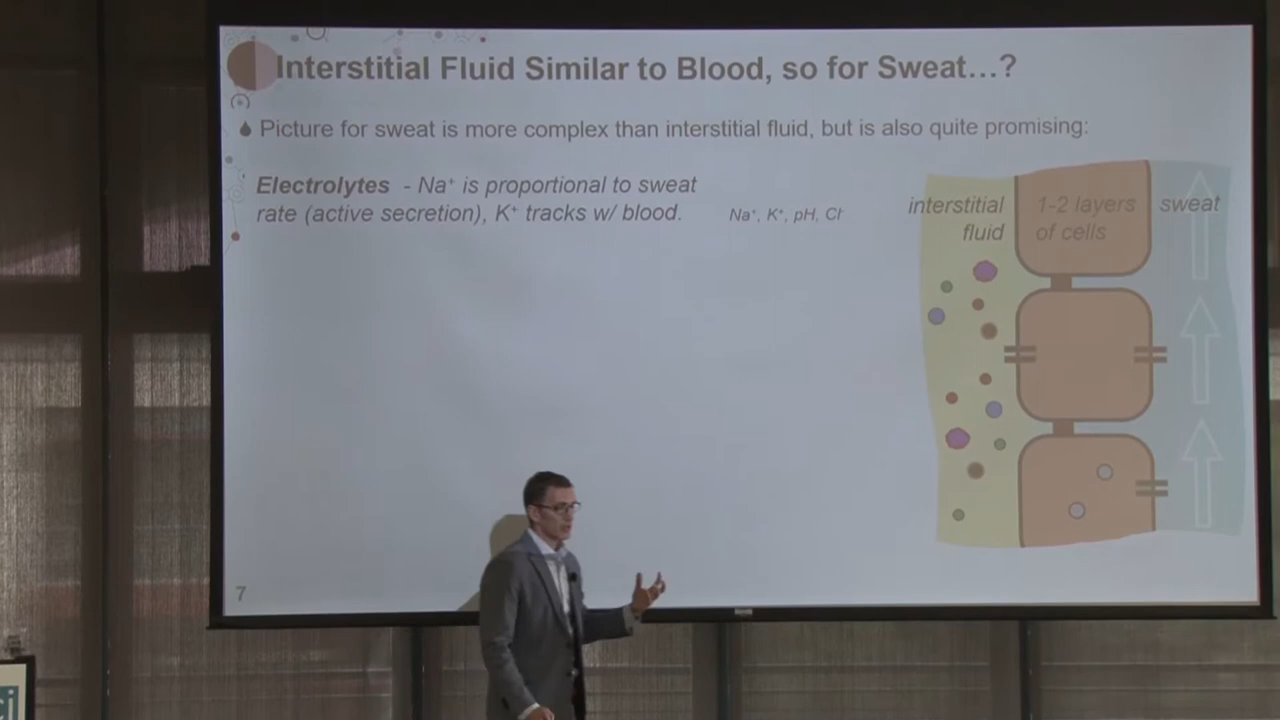 Interstitial Fluid Similar to Blood, so for Sweat…?
Picture for sweat is more complex than interstitial fluid, but is also quite promising:
Electrolytes - Na⁺ is proportional to sweat
rate (active secretion), K⁺ tracks w/ blood.
Na⁺, K⁺, pH, Cl⁻
interstitial
fluid
1-2 layers
of cells
sweat
7